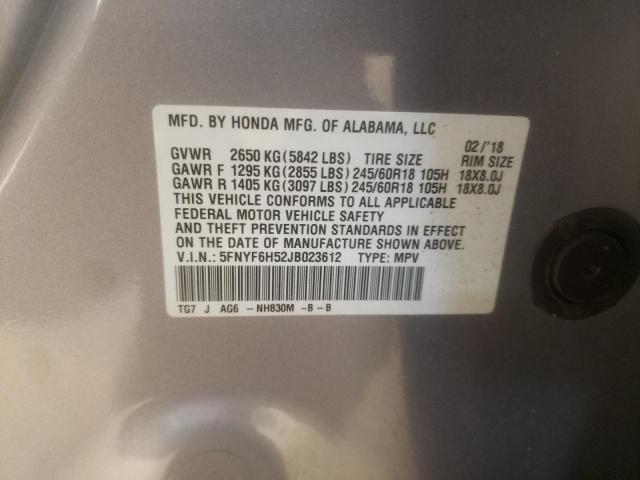 MFD. BY HONDA MFG. OF ALABAMA, LLC
02/'18
GVWR 2650 KG(5842 LBS) TIRE SIZE RIM SIZE
GAWR F 1295 KG(2855 LBS)245/60R18 105H 18X8.0J
GAWR R 1405 KG(3097 LBS)245/60R18 105H 18X8.0J
THIS VEHICLE CONFORMS TO ALL APPLICABLE
FEDERAL MOTOR VEHICLE SAFETY
AND THEFT PREVENTION STANDARDS IN EFFECT
ON THE DATE OF MANUFACTURE SHOWN ABOVE.
V.I.N.: 5FNYF6H52JB023612 TYPE: MPV
TG7 J AG6 - NH830M -B-B